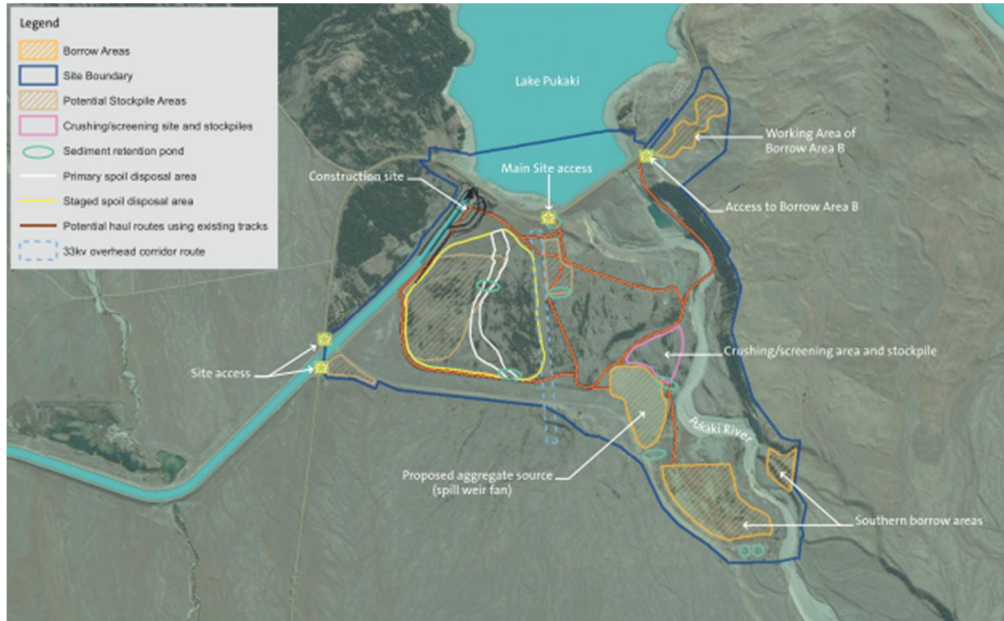 Legend
Borrow Areas
Site Boundary
Potential Stockpile Areas
Crushing/screening site and stockpiles
Sediment retention pond
Primary spoil disposal area
Staged spoil disposal area
Potential haul routes using existing tracks
33kv overhead corridor route
Lake Pukaki
Working Area of
Borrow Area B
Main Site access
Construction site
Access to Borrow Area B
Crushing/screening area and stockpile
Site access
Pukaki River
Proposed aggregate source
(spill weir fan)
Southern borrow areas